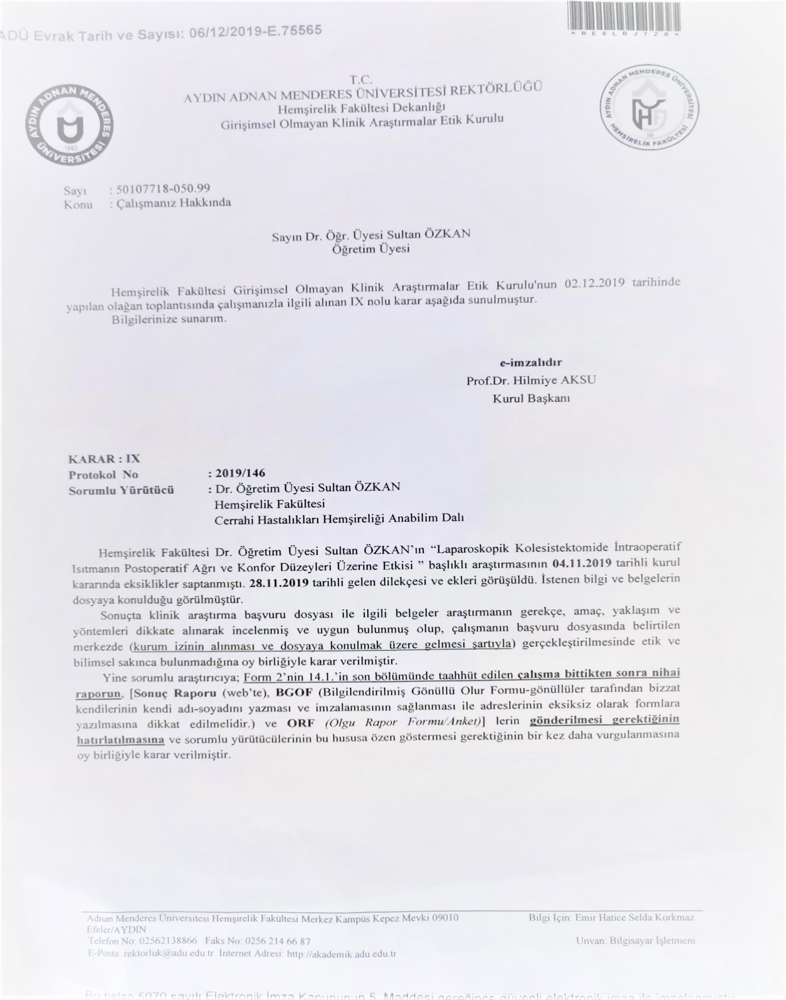 ADÜ Evrak Tarih ve Sayısı: 06/12/2019-E.75565
*BE6LBJTZ8*
T.C.
AYDIN ADNAN MENDERES ÜNİVERSİTESİ REKTÖRLÜĞÜ
Hemşirelik Fakültesi Dekanlığı
Girişimsel Olmayan Klinik Araştırmalar Etik Kurulu
AYDIN ADNAN MENDERES ÜNİVERSİTESİ
1992
AYDIN ADNAN MENDERES ÜNİVERSİTESİ
HEMŞİRELİK FAKÜLTESİ
Sayı : 50107718-050.99
Konu : Çalışmanız Hakkında
Sayın Dr. Öğr. Üyesi Sultan ÖZKAN
Öğretim Üyesi
Hemşirelik Fakültesi Girişimsel Olmayan Klinik Araştırmalar Etik Kurulu'nun 02.12.2019 tarihinde
yapılan olağan toplantısında çalışmanızla ilgili alınan IX nolu karar aşağıda sunulmuştur.
Bilgilerinize sunarım.
e-imzalıdır
Prof.Dr. Hilmiye AKSU
Kurul Başkanı
KARAR : IX
Protokol No : 2019/146
Sorumlu Yürütücü : Dr. Öğretim Üyesi Sultan ÖZKAN
Hemşirelik Fakültesi
Cerrahi Hastalıkları Hemşireliği Anabilim Dalı
Hemşirelik Fakültesi Dr. Öğretim Üyesi Sultan ÖZKAN’ın “Laparoskopik Kolesistektomide İntraoperatif
Isıtmanın Postoperatif Ağrı ve Konfor Düzeyleri Üzerine Etkisi ” başlıklı araştırmasının 04.11.2019 tarihli kurul
kararında eksiklikler saptanmıştı. 28.11.2019 tarihli gelen dilekçesi ve ekleri görüşüldü. İstenen bilgi ve belgelerin
dosyaya konulduğu görülmüştür.
Sonuçta klinik araştırma başvuru dosyası ile ilgili belgeler araştırmanın gerekçe, amaç, yaklaşım ve
yöntemleri dikkate alınarak incelenmiş ve uygun bulunmuş olup, çalışmanın başvuru dosyasında belirtilen
merkezde (kurum izinin alınması ve dosyaya konulmak üzere gelmesi şartıyla) gerçekleştirilmesinde etik ve
bilimsel sakınca bulunmadığına oy birliğiyle karar verilmiştir.
Yine sorumlu araştırıcıya; Form 2’nin 14.1.’in son bölümünde taahhüt edilen çalışma bittikten sonra nihai
raporun, [Sonuç Raporu (web’te), BGOF (Bilgilendirilmiş Gönüllü Olur Formu-gönüllüler tarafından bizzat
kendilerinin kendi adı-soyadını yazması ve imzalamasının sağlanması ile adreslerinin eksiksiz olarak formlara
yazılmasına dikkat edilmelidir.) ve ORF (Olgu Rapor Formu/Anket)] lerin gönderilmesi gerektiğinin
hatırlatılmasına ve sorumlu yürütücülerinin bu hususa özen göstermesi gerektiğinin bir kez daha vurgulanmasına
oy birliğiyle karar verilmiştir.
Adnan Menderes Üniversitesi Hemşirelik Fakültesi Merkez Kampüs Kepez Mevki 09010
Efeler/AYDIN
Telefon No: 02562138866 Faks No: 0256 214 66 87
E-Posta: rektorluk@adu.edu.tr İnternet Adresi: http://akademik.adu.edu.tr
Bilgi İçin: Emir Hatice Selda Korkmaz
Unvan: Bilgisayar İşletmeni
Bu belge 5070 sayılı Elektronik İmza Kanununun 5. Maddesi gereğince güvenli elektronik imza ile imzalanmıştır.